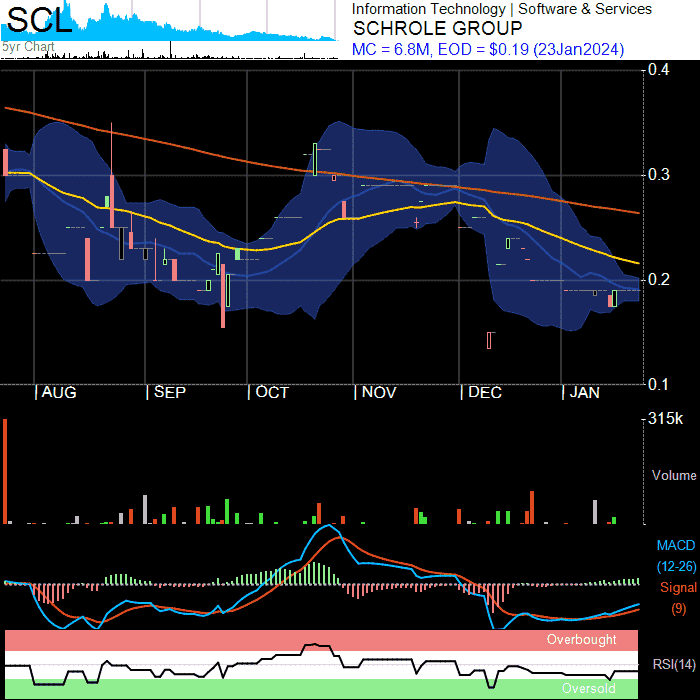 SCL
5yr Chart
Information Technology | Software & Services
SCHROLE GROUP
MC = 6.8M, EOD = $0.19 (23Jan2024)
0.4
0.3
0.2
0.1
| AUG | SEP | OCT | NOV | DEC | JAN
315k
Volume
MACD
(12-26)
Signal
(9)
Overbought
RSI(14)
Oversold